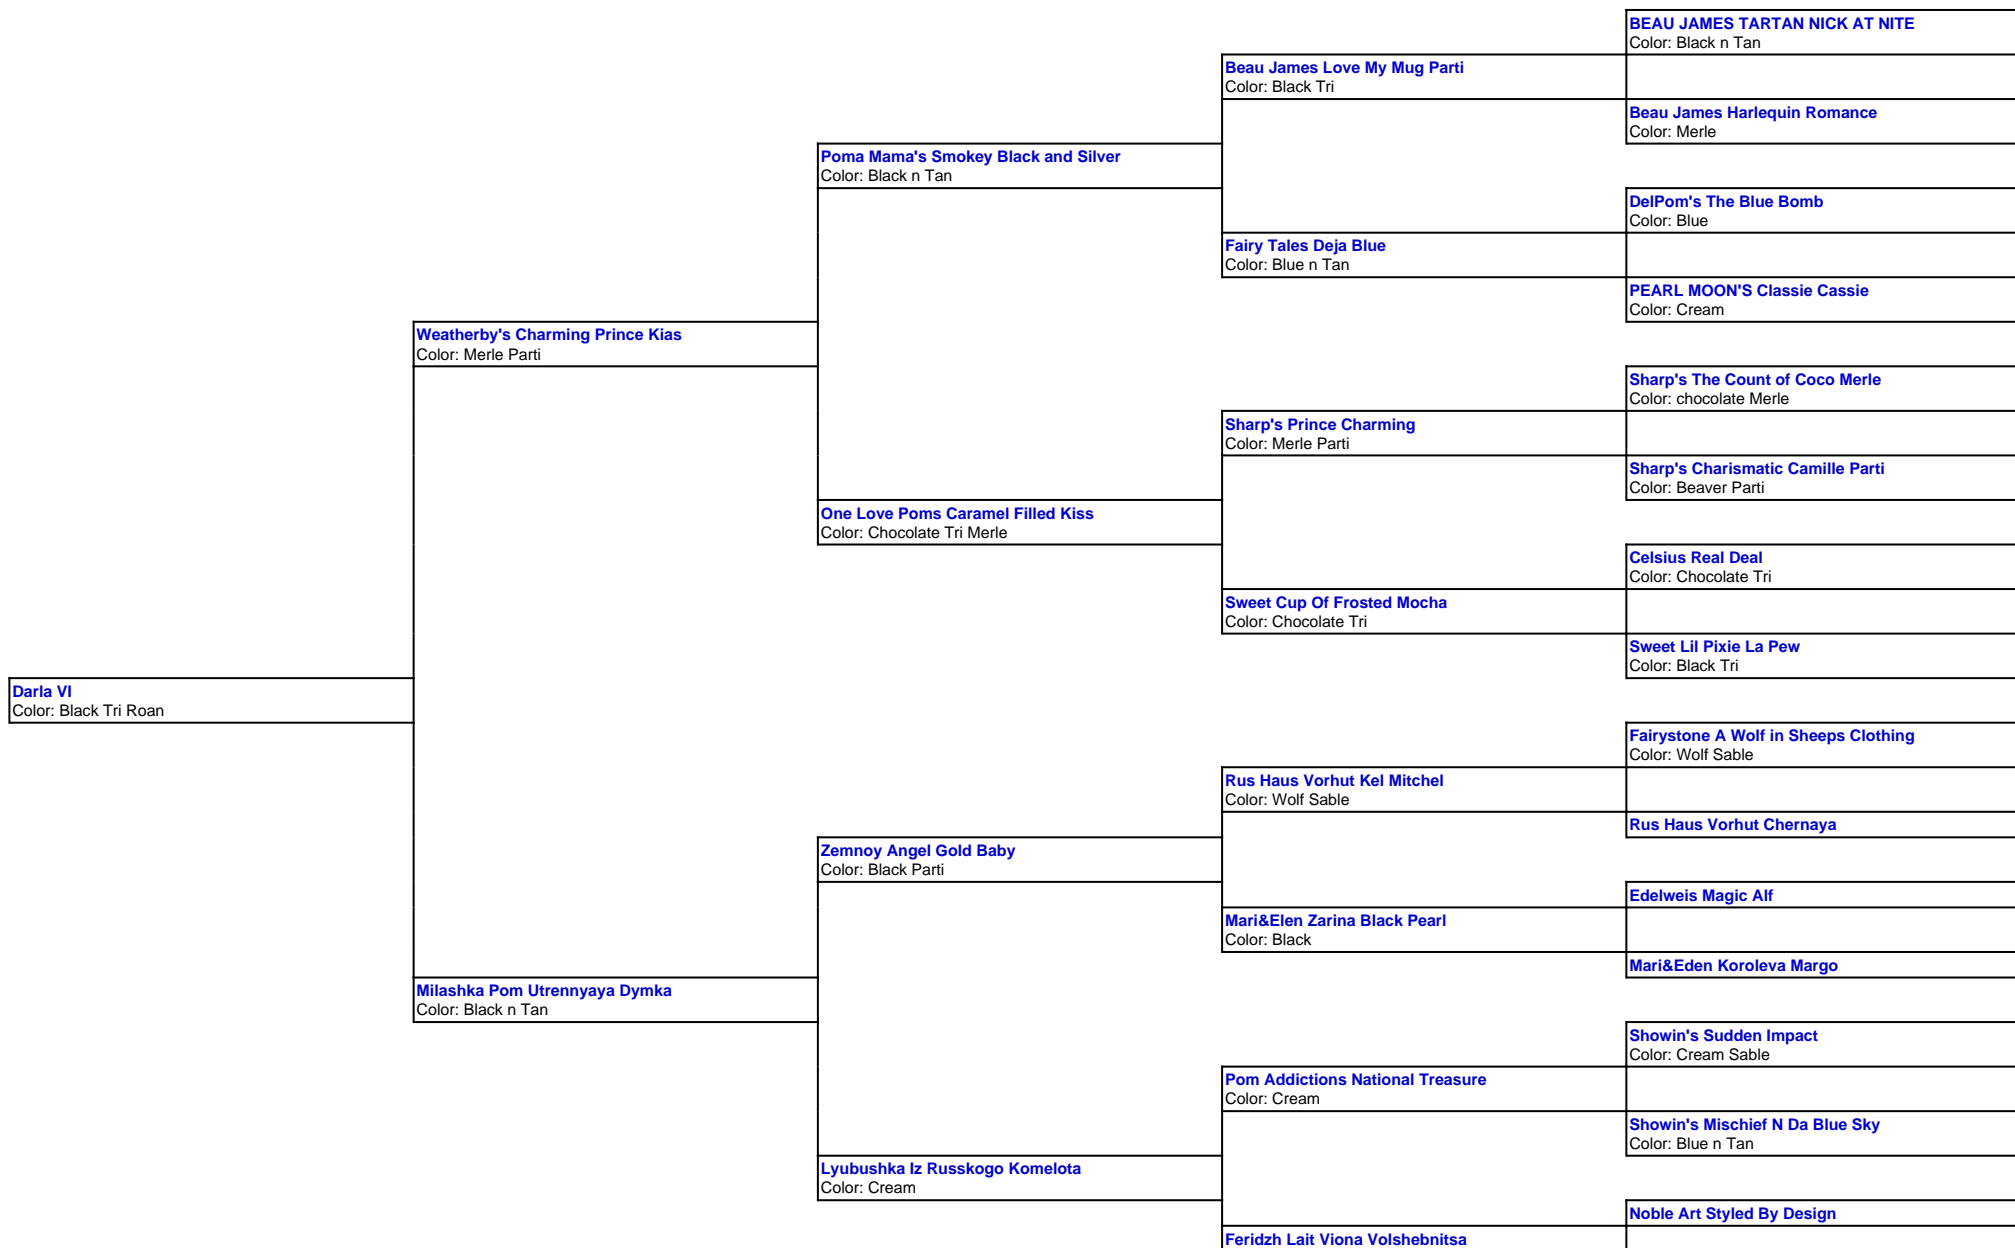 BEAU JAMES TARTAN NICK AT NITE
Color: Black n Tan
Beau James Love My Mug Parti
Color: Black Tri
Beau James Harlequin Romance
Color: Merle
Poma Mama's Smokey Black and Silver
Color: Black n Tan
DelPom's The Blue Bomb
Color: Blue
Fairy Tales Deja Blue
Color: Blue n Tan
PEARL MOON'S Classie Cassie
Color: Cream
Weatherby's Charming Prince Kias
Color: Merle Parti
Sharp's The Count of Coco Merle
Color: chocolate Merle
Sharp's Prince Charming
Color: Merle Parti
Sharp's Charismatic Camille Parti
Color: Beaver Parti
One Love Poms Caramel Filled Kiss
Color: Chocolate Tri Merle
Celsius Real Deal
Color: Chocolate Tri
Sweet Cup Of Frosted Mocha
Color: Chocolate Tri
Sweet Lil Pixie La Pew
Color: Black Tri
Darla VI
Color: Black Tri Roan
Fairystone A Wolf in Sheeps Clothing
Color: Wolf Sable
Rus Haus Vorhut Kel Mitchel
Color: Wolf Sable
Rus Haus Vorhut Chernaya
Zemnoy Angel Gold Baby
Color: Black Parti
Edelweis Magic Alf
Mari&Elen Zarina Black Pearl
Color: Black
Mari&Eden Koroleva Margo
Milashka Pom Utrennyaya Dymka
Color: Black n Tan
Showin's Sudden Impact
Color: Cream Sable
Pom Addictions National Treasure
Color: Cream
Showin's Mischief N Da Blue Sky
Color: Blue n Tan
Lyubushka Iz Russkogo Komelota
Color: Cream
Noble Art Styled By Design
Feridzh Lait Viona Volshebnitsa